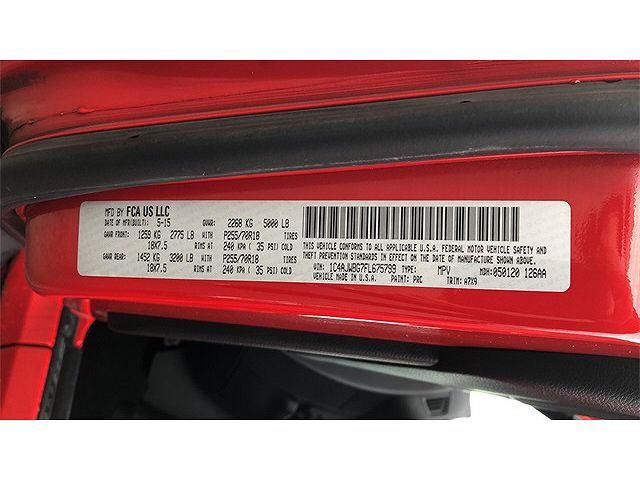 MFD BY FCA US LLC
DATE OF MFR(BUILT): 5-15 GVWR: 2268 KG 5000 LB
GAWR FRONT: 1259 KG 2775 LB WITH P255/70R18 TIRES
18X7.5 RIMS AT 240 KPA ( 35 PSI) COLD
GAWR REAR: 1452 KG 3200 LB WITH P255/70R18 TIRES
18X7.5 RIMS AT 240 KPA ( 35 PSI) COLD
THIS VEHICLE CONFORMS TO ALL APPLICABLE U.S.A. FEDERAL MOTOR VEHICLE SAFETY AND
THEFT PREVENTION STANDARDS IN EFFECT ON THE DATE OF MANUFACTURE SHOWN ABOVE.
VIN: 1C4AJWBG7FL675799 TYPE: MPV MDH: 050120 126AA
VEHICLE MADE IN U.S.A. PAINT: PRC TRIM: A7X9